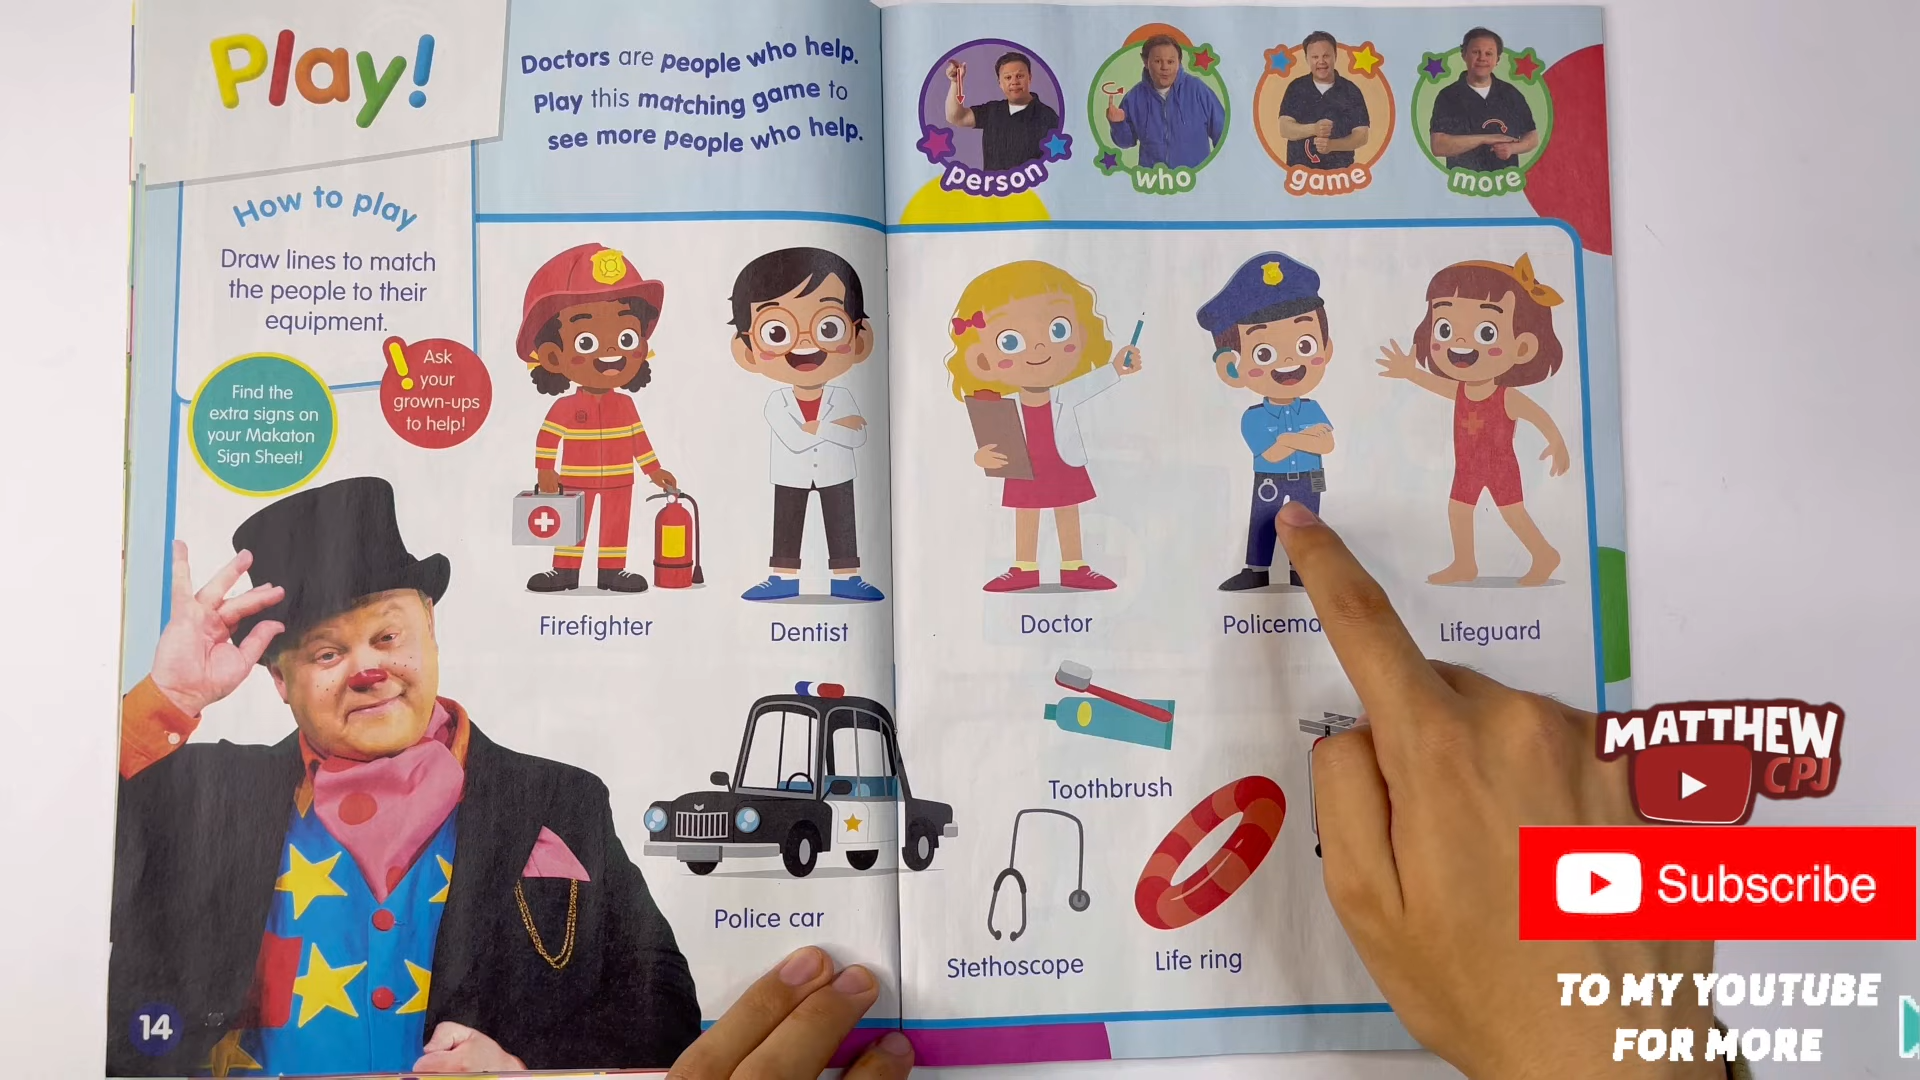 Play!
Doctors are people who help.
Play this matching game to
see more people who help.
person
who
game
more
How to play
Draw lines to match
the people to their
equipment.
Ask
your
grown-ups
to help!
Find the
extra signs on
your Makaton
Sign Sheet!
Firefighter
Dentist
Doctor
Lifeguard
Toothbrush
Police car
Stethoscope
Life ring
14
MATTHEW
CPJ
Subscribe
TO MY YOUTUBE
FOR MORE